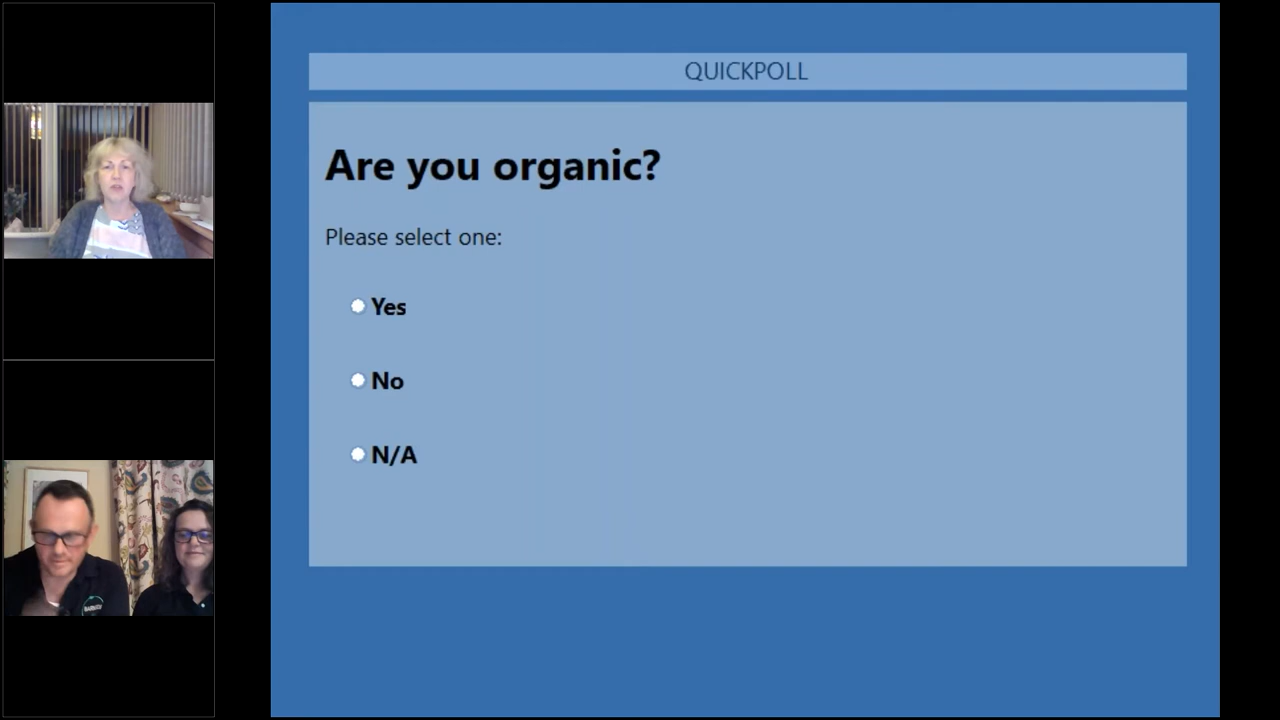 QUICKPOLL
Are you organic?
Please select one:
Yes
No
N/A